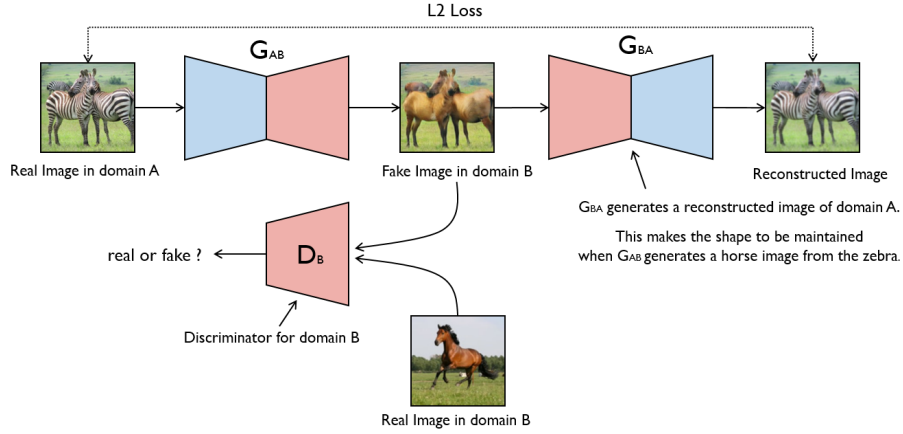 L2 Loss
GAB
GBA
Real Image in domain A
Fake Image in domain B
Reconstructed Image
GBA generates a reconstructed image of domain A.
This makes the shape to be maintained
when GAB generates a horse image from the zebra.
real or fake ?
DB
Discriminator for domain B
Real Image in domain B